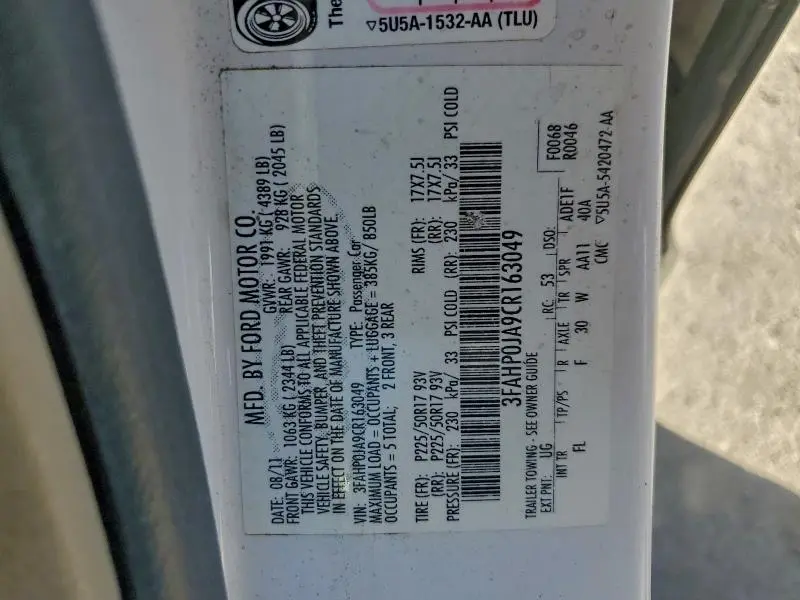 The
▽5U5A-1532-AA (TLU)
MFD. BY FORD MOTOR CO.
DATE: 08/11 GVWR: 1991 KG ( 4389 LB)
FRONT GAWR: 1063 KG ( 2344 LB) REAR GAWR: 928 KG ( 2045 LB)
THIS VEHICLE CONFORMS TO ALL APPLICABLE FEDERAL MOTOR
VEHICLE SAFETY, BUMPER, AND THEFT PREVENTION STANDARDS
IN EFFECT ON THE DATE OF MANUFACTURE SHOWN ABOVE.
VIN: 3FAHP0JA9CR163049 TYPE: Passenger Car
MAXIMUM LOAD = OCCUPANTS + LUGGAGE = 385KG/ 850LB
OCCUPANTS = 5 TOTAL; 2 FRONT, 3 REAR
TIRE (FR): P225/50R17 93V RIMS (FR): 17X7.5J
(RR): P225/50R17 93V (RR): 17X7.5J
PRESSURE (FR): 230 kPa/ 33 PSI COLD (RR): 230 kPa/ 33 PSI COLD
3FAHP0JA9CR163049
TRAILER TOWING - SEE OWNER GUIDE F0068
EXT PNT: UG RC: 53 DSO: R0046
INT TR TP/PS R AXLE TR SPR ADE1F
FL F 30 W AA11 40A
CMC ▽5U5A-5420472-AA